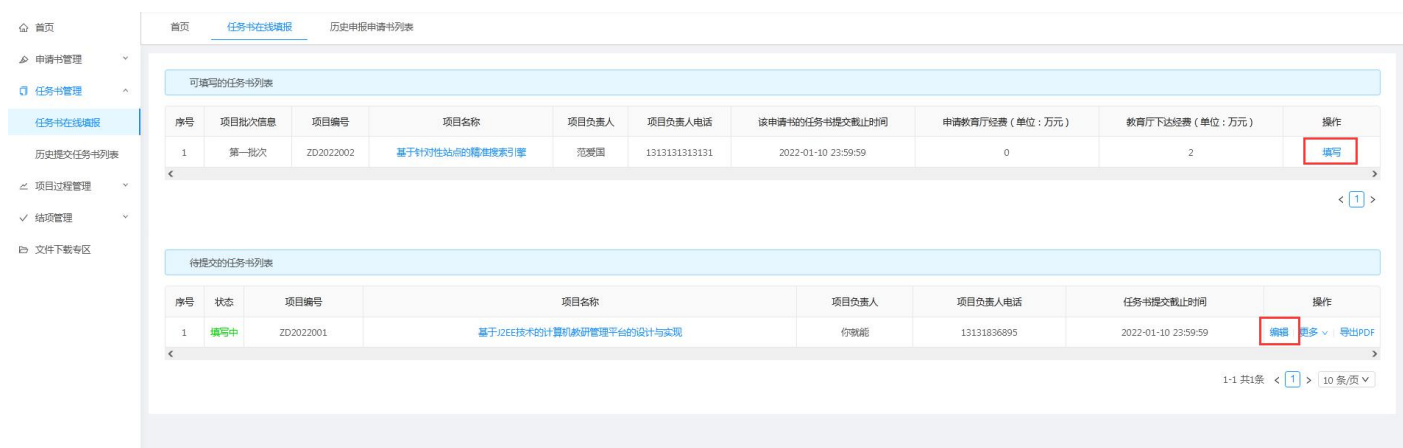 首页
申请书管理
任务书管理
任务书在线填报
历史提交任务书列表
项目过程管理
结项管理
文件下载专区
首页 任务书在线填报 历史申报申请书列表
可填写的任务书列表
序号 项目批次信息 项目编号 项目名称 项目负责人 项目负责人电话 该申请书的任务书提交截止时间 申请教育厅经费（单位：万元） 教育厅下达经费（单位：万元） 操作
1 第一批次 ZD2022002 基于针对性站点的精准搜索引擎 范爱国 1313131313131 2022-01-10 23:59:59 0 2 填写
< 1 >
待提交的任务书列表
序号 状态 项目编号 项目名称 项目负责人 项目负责人电话 任务书提交截止时间 操作
1 填写中 ZD2022001 基于J2EE技术的计算机教研管理平台的设计与实现 你就能 13131836895 2022-01-10 23:59:59 编辑 更多 导出PDF
1-1 共1条 < 1 > 10 条/页